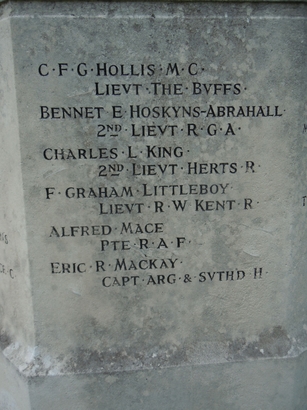 C·F·G·HOLLIS·M·C·
LIEVT·THE·BVFFS·
BENNET E·HOSKYNS-ABRAHALL·
2ND·LIEVT·R·G·A·
CHARLES·L·KING·
2ND·LIEVT·HERTS·R·
F·GRAHAM·LITTLEBOY·
LIEVT·R·W·KENT·R·
ALFRED·MACE
PTE·R·A·F·
ERIC·R·MACKAY·
CAPT·ARG·&·SVTHD·H·